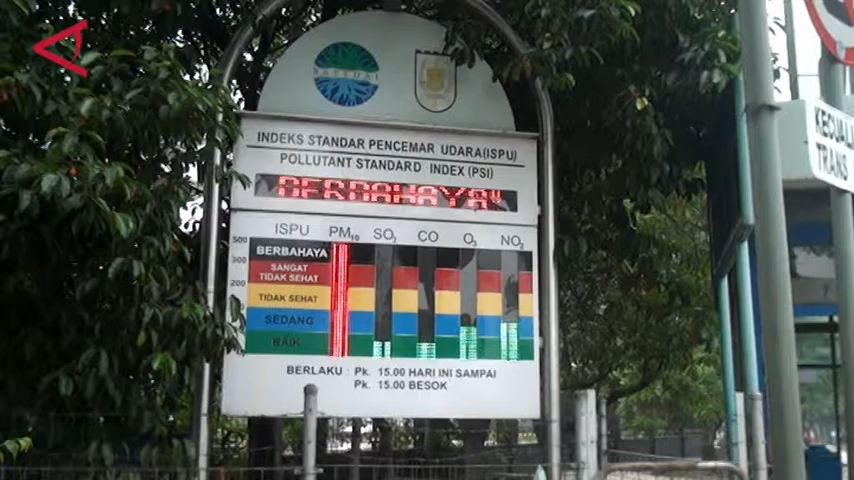 BAPEDAL
INDEKS STANDAR PENCEMAR UDARA(ISPU)
POLLUTANT STANDARD INDEX (PSI)
BERBAHAYA"
ISPU PM10 SO2 CO O3 NO2
500
BERBAHAYA
300
SANGAT
TIDAK SEHAT
200
TIDAK SEHAT
SEDANG
BAIK
BERLAKU : Pk. 15.00 HARI INI SAMPAI
Pk. 15.00 BESOK
KECUALI
TRANS